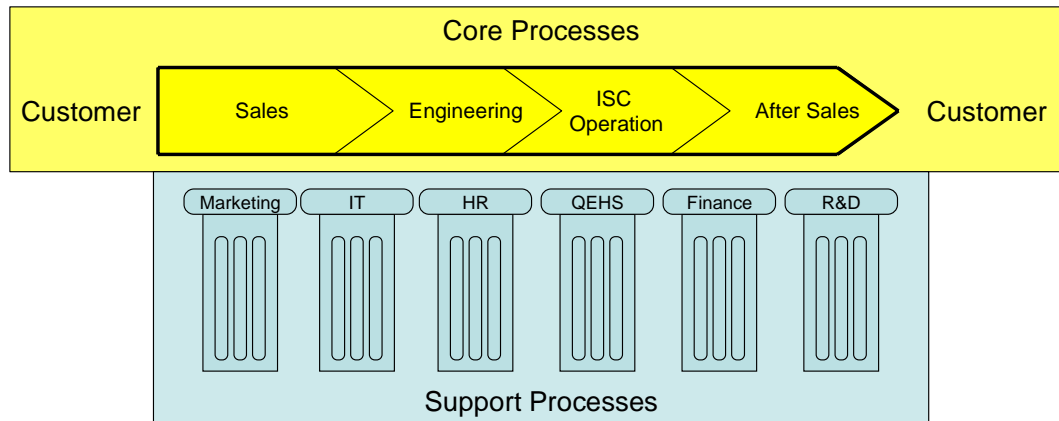 Core Processes
Customer
Sales
Engineering
ISC
Operation
After Sales
Customer
Marketing
IT
HR
QEHS
Finance
R&D
Support Processes